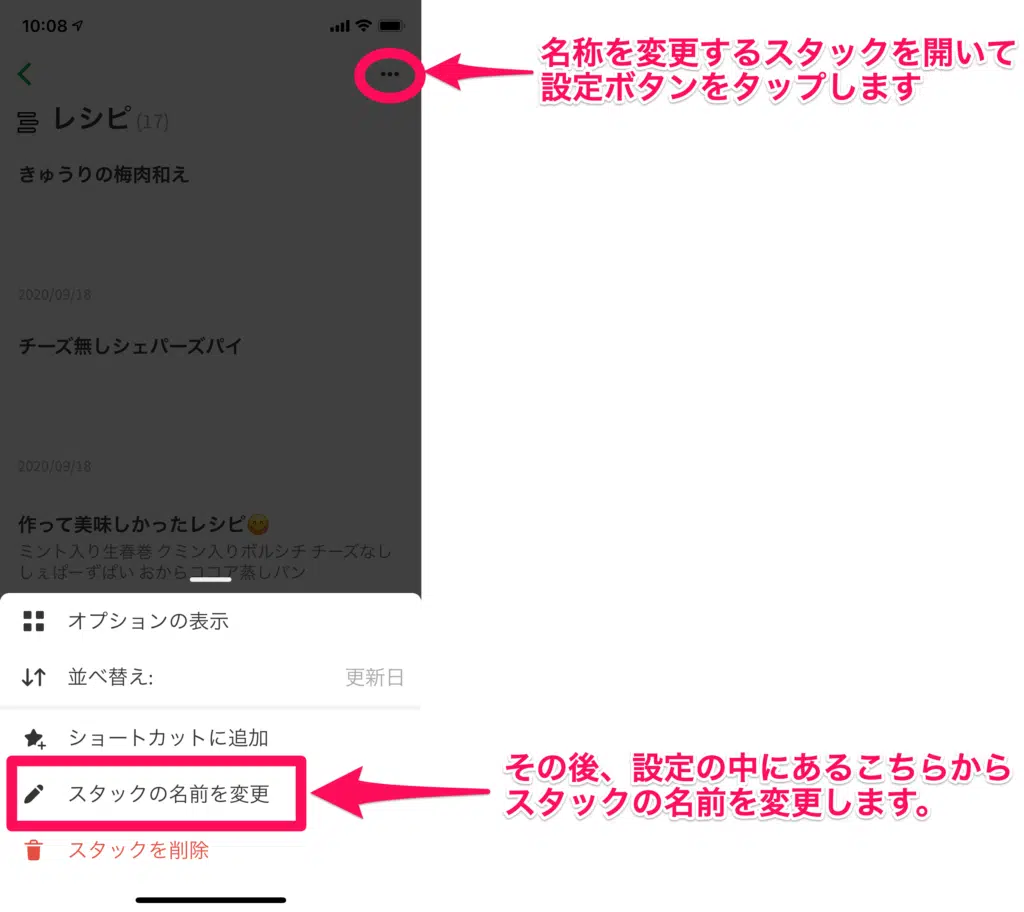 10:08
名称を変更するスタックを開いて
設定ボタンをタップします
レシピ (17)
きゅうりの梅肉和え
2020/09/18
チーズ無しシェパーズパイ
2020/09/18
作って美味しかったレシピ😋
ミント入り生春巻 クミン入りボルシチ チーズなし
しぇぱーずぱい おからココア蒸しパン
オプションの表示
並べ替え: 更新日
ショートカットに追加
スタックの名前を変更
その後、設定の中にあるこちらから
スタックの名前を変更します。
スタックを削除